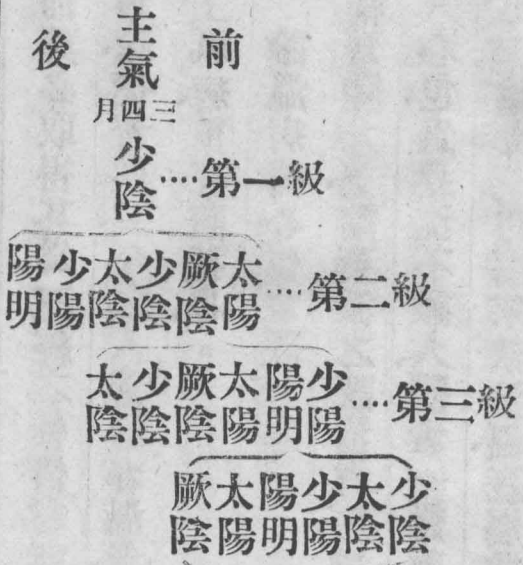 前
主氣
三四月
後
少陰....第一級
太陽 厥陰 少陰 太陰 少陽 陽明....第二級
少陽 陽明 太陽 厥陰 少陰 太陰....第三級
少陰 太陰 少陽 陽明 太陽 厥陰